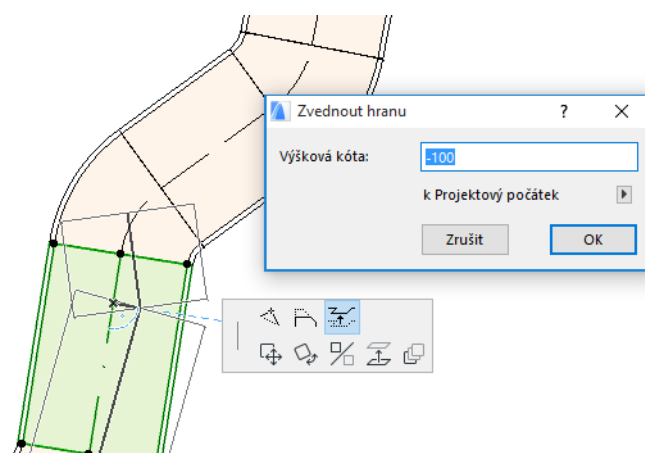 Zvednout hranu
?
Výšková kóta:
-100
k Projektový počátek
Zrušit
OK